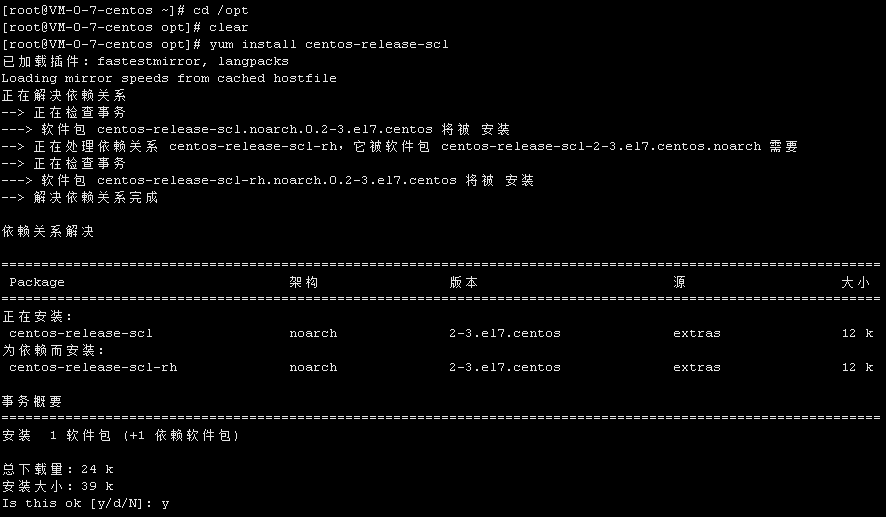 [root@VM-0-7-centos ~]# cd /opt
[root@VM-0-7-centos opt]# clear
[root@VM-0-7-centos opt]# yum install centos-release-scl
已加载插件：fastestmirror, langpacks
Loading mirror speeds from cached hostfile
正在解决依赖关系
--> 正在检查事务
---> 软件包 centos-release-scl.noarch.0.2-3.el7.centos 将被 安装
--> 正在处理依赖关系 centos-release-scl-rh，它被软件包 centos-release-scl-2-3.el7.centos.noarch 需要
--> 正在检查事务
---> 软件包 centos-release-scl-rh.noarch.0.2-3.el7.centos 将被 安装
--> 解决依赖关系完成
依赖关系解决
==============================================================================================================
Package 架构 版本 源 大小
==============================================================================================================
正在安装:
centos-release-scl noarch 2-3.el7.centos extras 12 k
为依赖而安装:
centos-release-scl-rh noarch 2-3.el7.centos extras 12 k
事务概要
==============================================================================================================
安装 1 软件包 (+1 依赖软件包)
总下载量：24 k
安装大小：39 k
Is this ok [y/d/N]: y